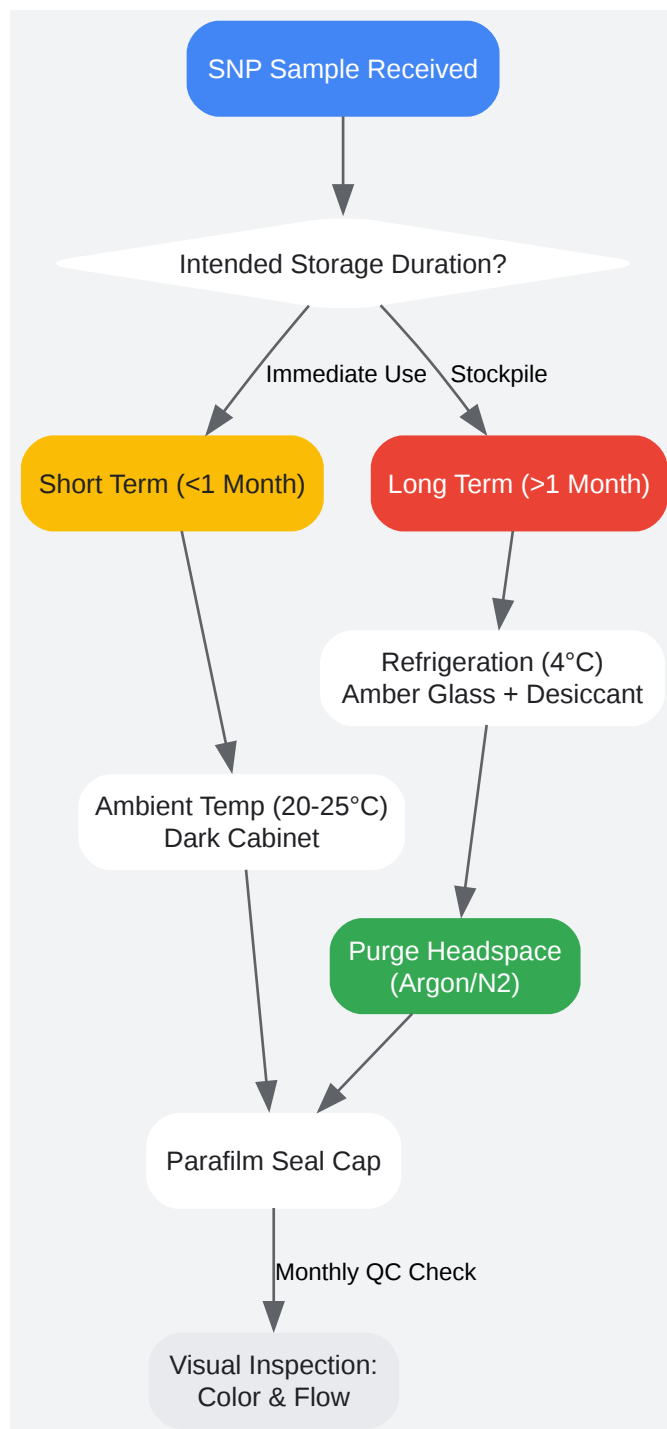 SNP Sample Received
Intended Storage Duration?
Immediate Use
Stockpile
Short Term (<1 Month)
Long Term (>1 Month)
Refrigeration (4°C)
Amber Glass + Desiccant
Ambient Temp (20-25°C)
Dark Cabinet
Purge Headspace
(Argon/N2)
Parafilm Seal Cap
Monthly QC Check
Visual Inspection:
Color & Flow